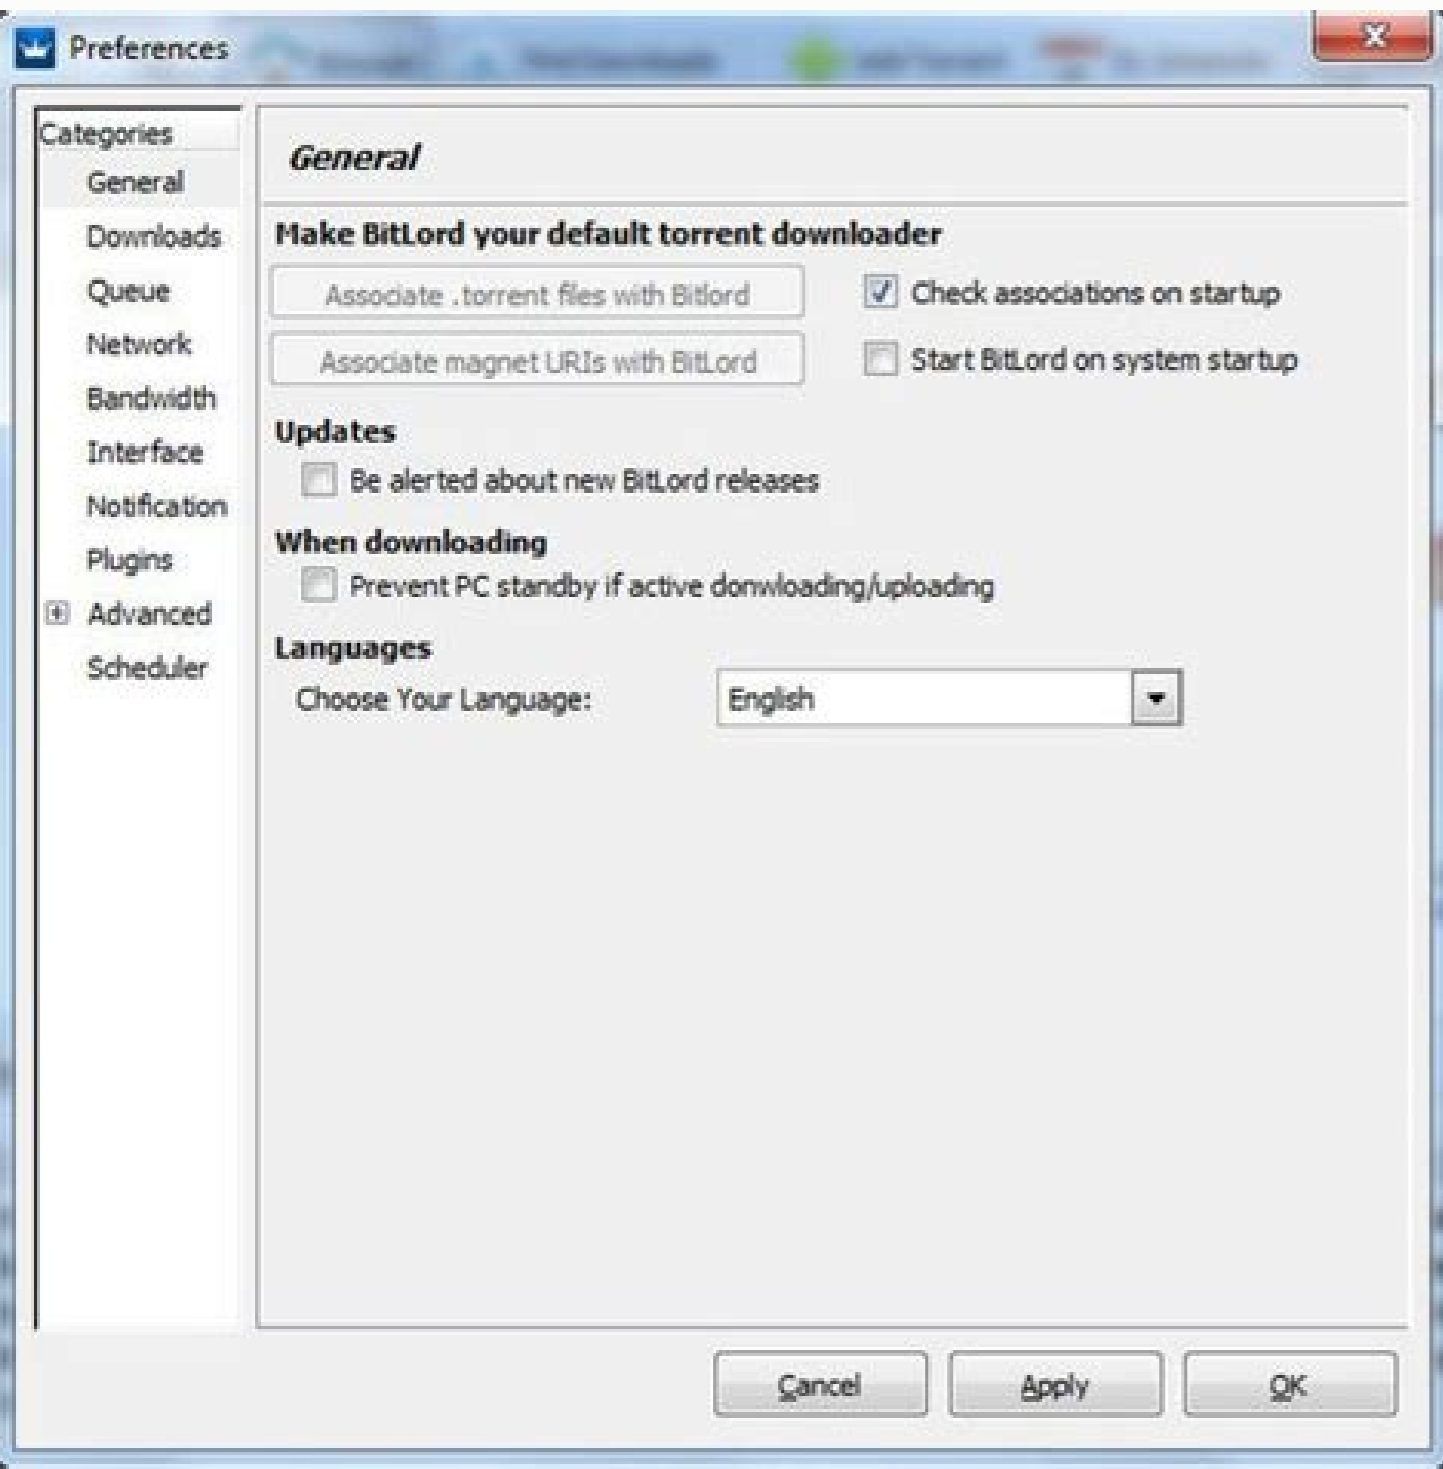 Preferences
Categories
General
Downloads
Queue
Network
Bandwidth
Interface
Notification
Plugins
Advanced
Scheduler
General
Make BitLord your default torrent downloader
Associate .torrent files with Bitlord
Check associations on startup
Associate magnet URIs with BitLord
Start BitLord on system startup
Updates
Be alerted about new BitLord releases
When downloading
Prevent PC standby if active donwloading/uploading
Languages
Choose Your Language:
English
Cancel
Apply
OK